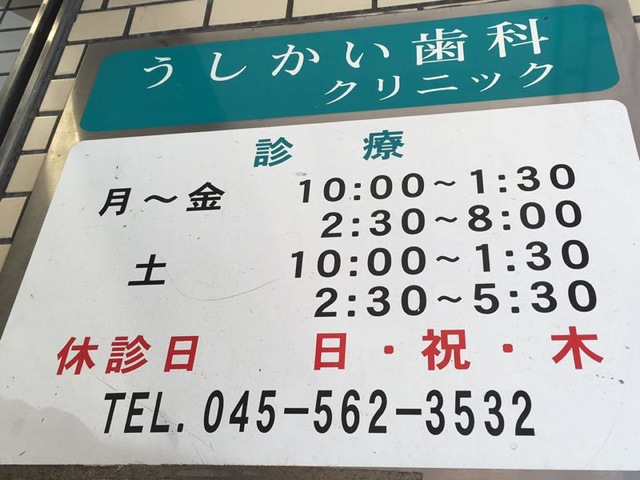 うしかい歯科
クリニック
診療
月～金 10:00～1:30
2:30～8:00
土 10:00～1:30
2:30～5:30
休診日 日・祝・木
TEL. 045-562-3532